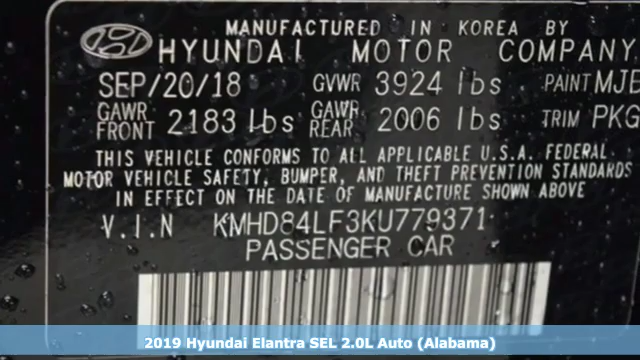 MANUFACTURED IN KOREA BY
HYUNDAI MOTOR COMPANY
SEP/20/18 GVWR 3924 lbs PAINT MJE
GAWR FRONT 2183 lbs GAWR REAR 2006 lbs TRIM PKG
THIS VEHICLE CONFORMS TO ALL APPLICABLE U.S.A. FEDERAL
MOTOR VEHICLE SAFETY, BUMPER, AND THEFT PREVENTION STANDARDS
IN EFFECT ON THE DATE OF MANUFACTURE SHOWN ABOVE
V.I.N KMHD84LF3KU779371
PASSENGER CAR
2019 Hyundai Elantra SEL 2.0L Auto (Alabama)